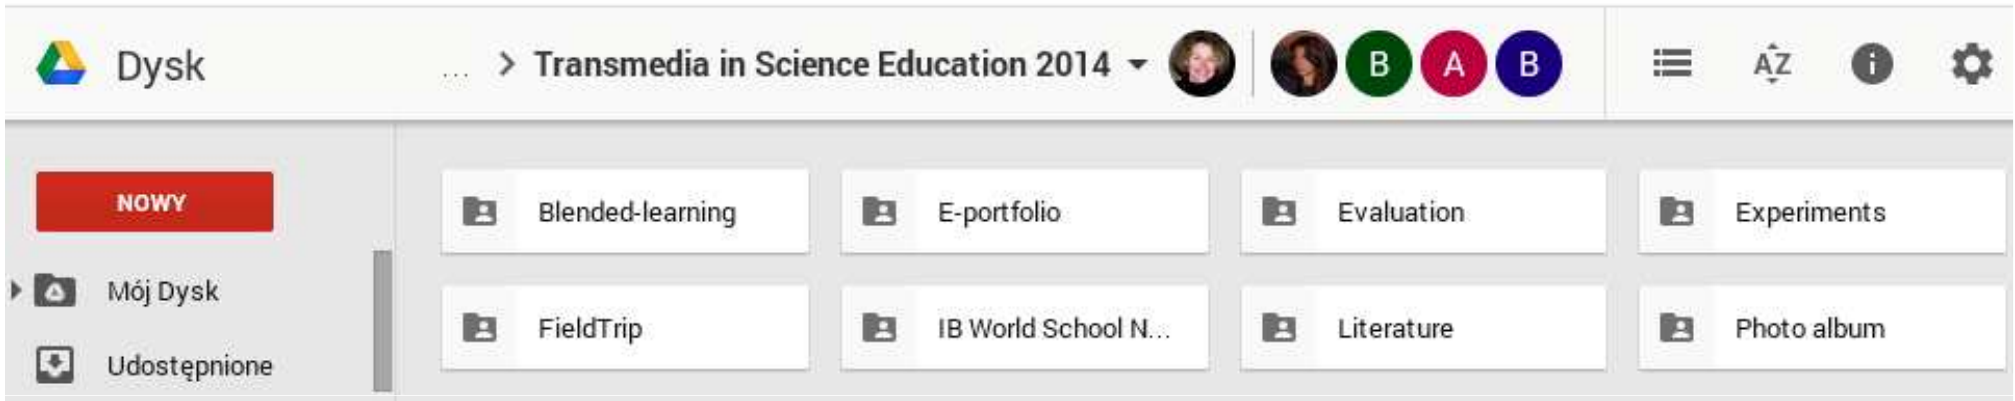 Dysk ... > Transmedia in Science Education 2014 B A B AZ i
NOWY
Blended-learning E-portfolio Evaluation Experiments
Mój Dysk
FieldTrip IB World School N... Literature Photo album
Udostępnione